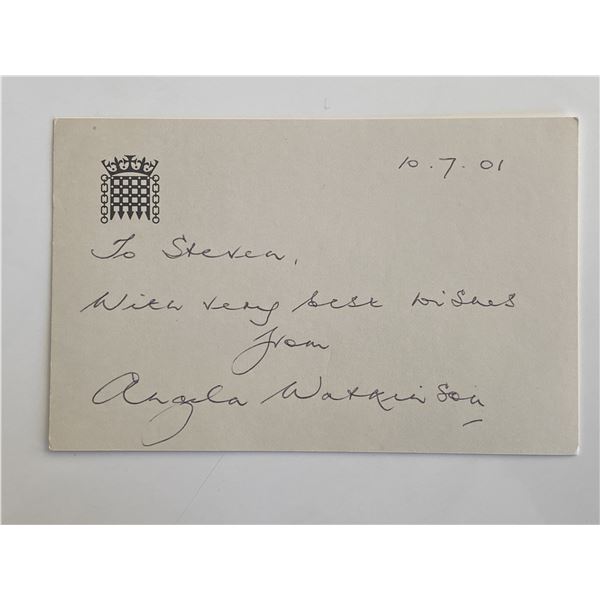 10.7.01
To Steven,
With very best wishes
from
Angela Watkinson